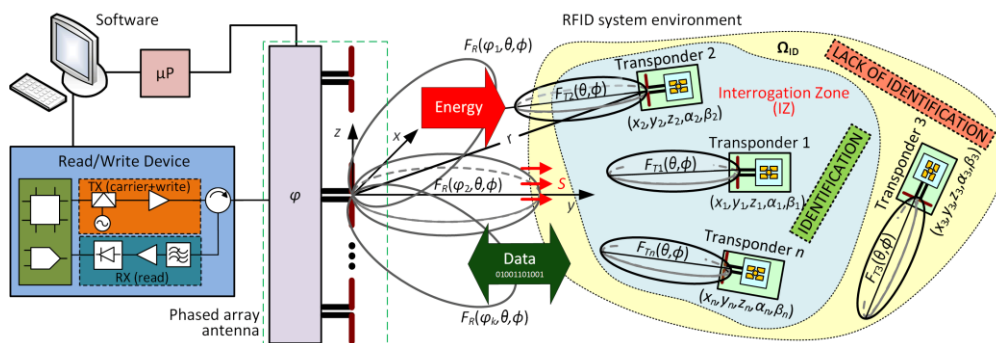 Software
μP
Read/Write Device
TX (carrier+write)
RX (read)
Phased array
antenna
φ
z
x
y
r
F_R(φ_1,θ,ϕ)
Energy
F_R(φ_2,θ,ϕ)
S
Data
01001101001
F_R(φ_k,θ,ϕ)
RFID system environment
Ω_ID
Transponder 2
F_T2(θ,ϕ)
(x_2,y_2,z_2,α_2,β_2)
Interrogation Zone
(IZ)
Transponder 1
F_T1(θ,ϕ)
(x_1,y_1,z_1,α_1,β_1)
IDENTIFICATION
Transponder n
F_Tn(θ,ϕ)
(x_n,y_n,z_n,α_n,β_n)
LACK OF IDENTIFICATION
Transponder 3
F_T3(θ,ϕ)
(x_3,y_3,z_3,α_3,β_3)